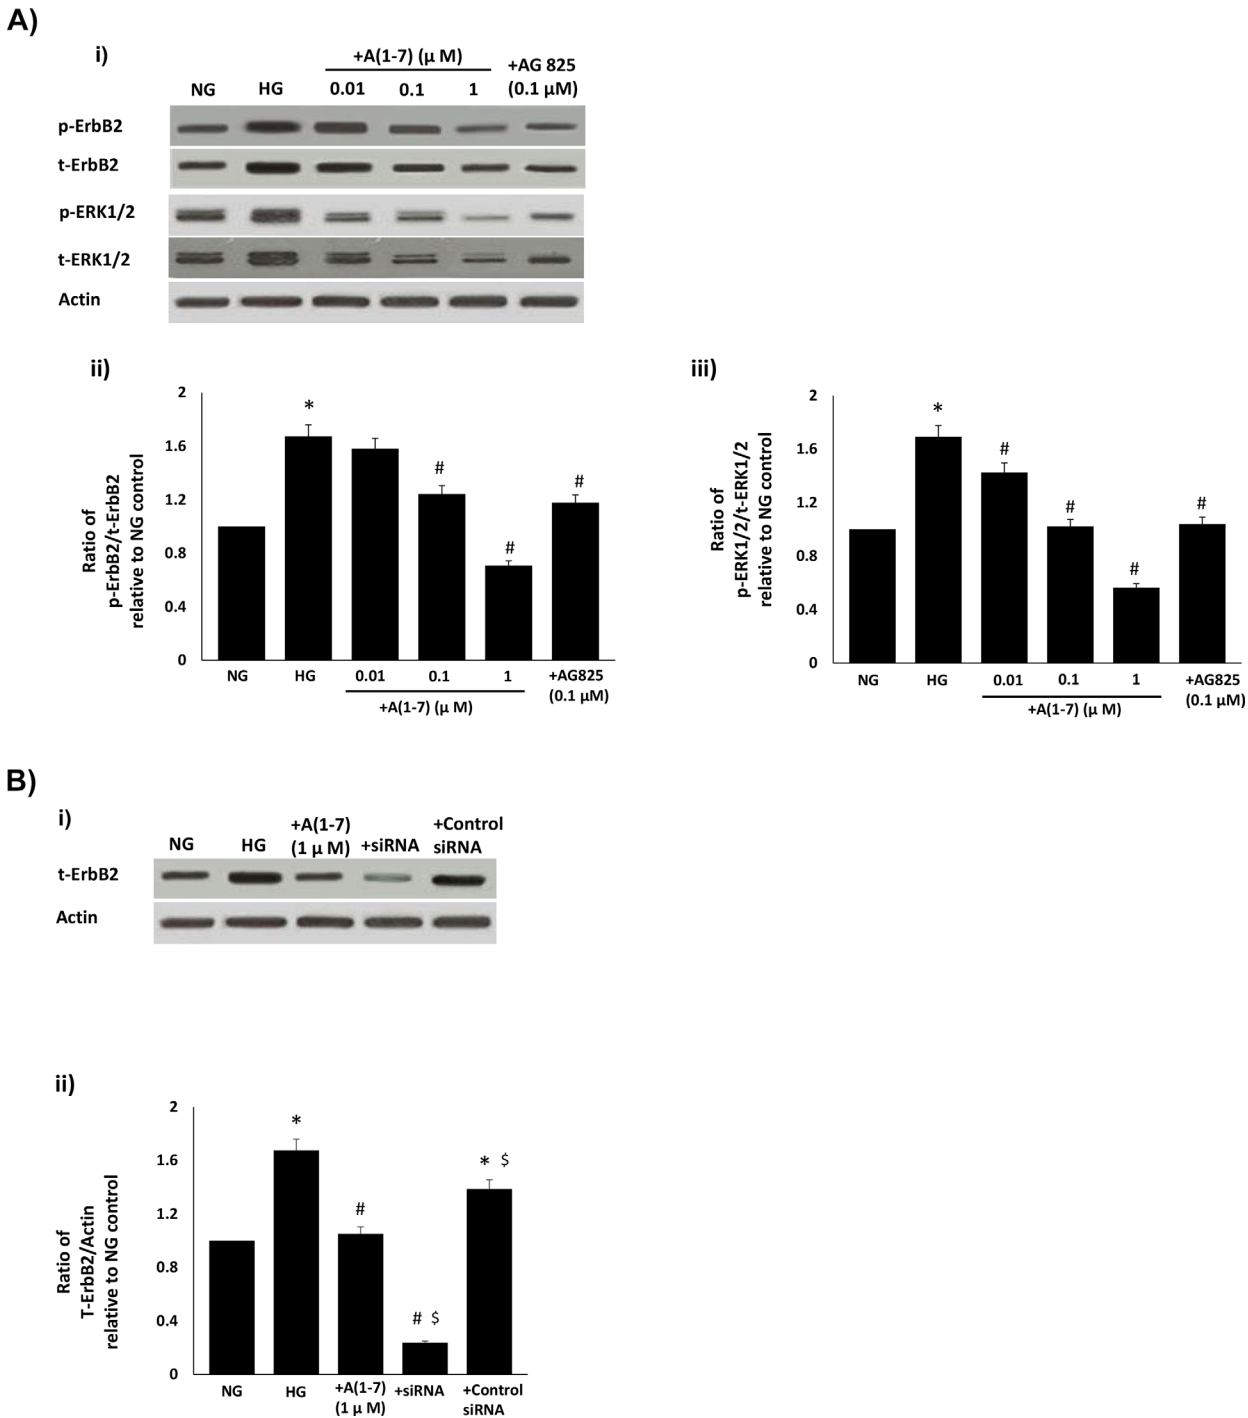 A)
i)
+A(1-7) (μ M)
+AG 825
NG HG 0.01 0.1 1 (0.1 μM)
p-ErbB2
t-ErbB2
p-ERK1/2
t-ERK1/2
Actin
ii)
Ratio of
p-ErbB2/t-ErbB2
relative to NG control
2
1.6
1.2
0.8
0.4
0
*
#
#
#
NG HG 0.01 0.1 1 +AG825
(0.1 μM)
+A(1-7) (μ M)
iii)
Ratio of
p-ERK1/2/t-ERK1/2
relative to NG control
2
1.6
1.2
0.8
0.4
0
*
#
#
#
#
NG HG 0.01 0.1 1 +AG825
(0.1 μM)
+A(1-7) (μ M)
B)
i)
+A(1-7) +Control
NG HG (1 μ M) +siRNA siRNA
t-ErbB2
Actin
ii)
Ratio of
T-ErbB2/Actin
relative to NG control
2
1.6
1.2
0.8
0.4
0
*
#
# $
* $
NG HG +A(1-7) +siRNA +Control
(1 μ M) siRNA